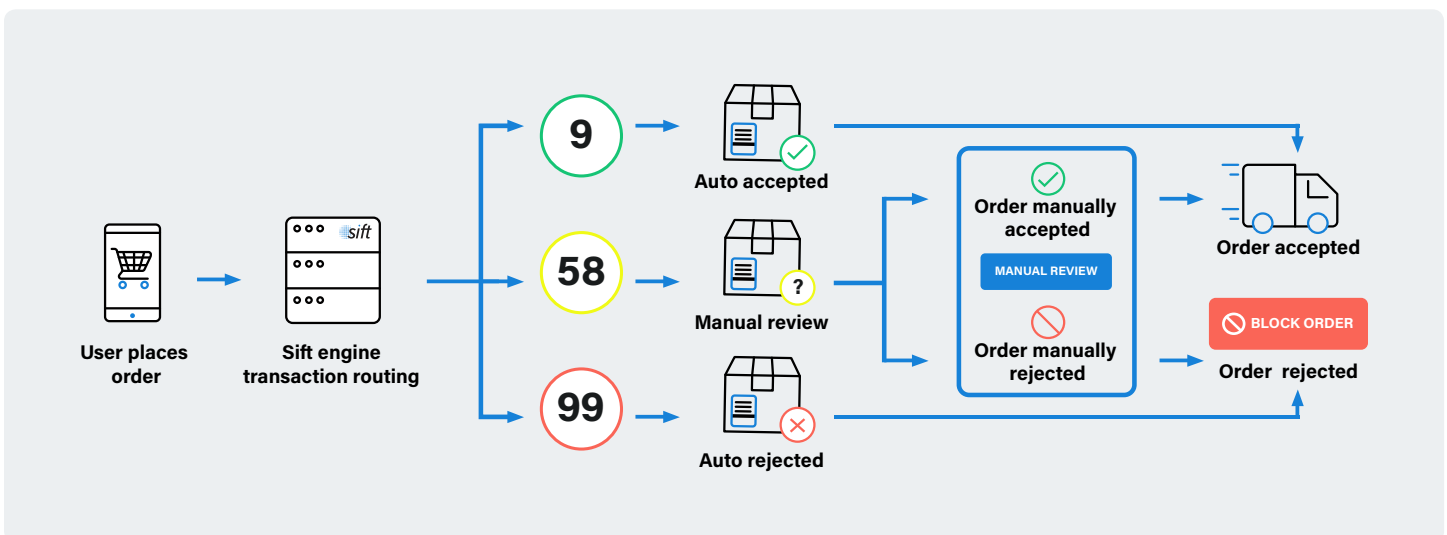 User places
order
sift
Sift engine
transaction routing
9
Auto accepted
58
?
Manual review
99
Auto rejected
Order manually
accepted
MANUAL REVIEW
Order manually
rejected
Order accepted
BLOCK ORDER
Order rejected